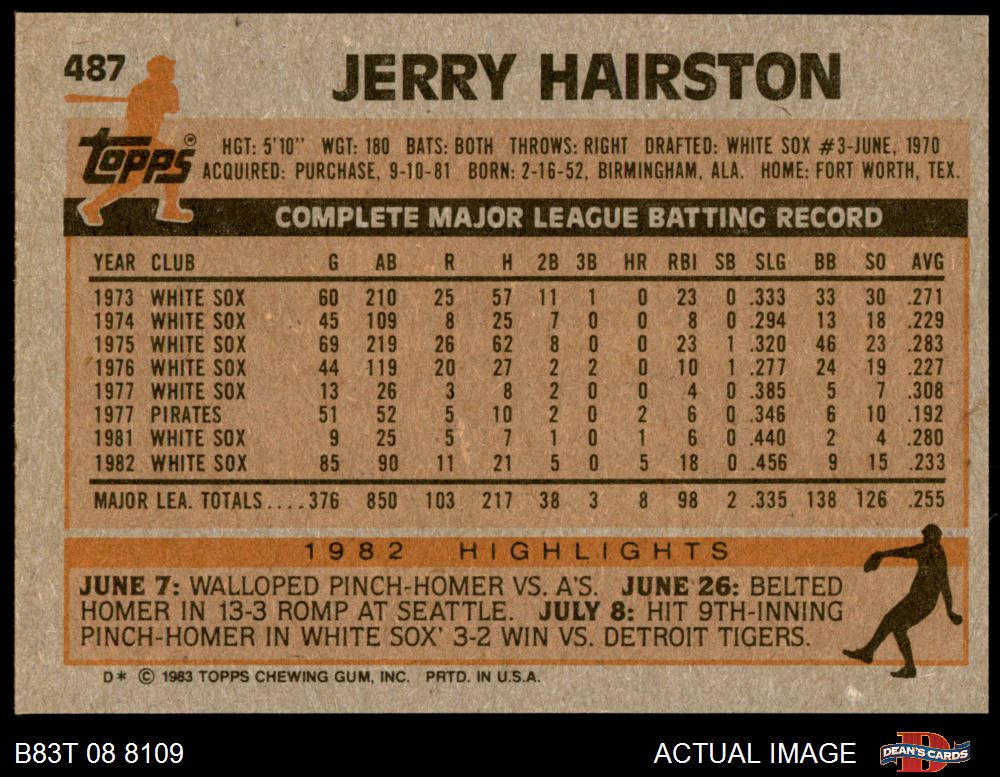 487
JERRY HAIRSTON
Topps®
HGT: 5'10" WGT: 180 BATS: BOTH THROWS: RIGHT DRAFTED: WHITE SOX #3-JUNE, 1970
ACQUIRED: PURCHASE, 9-10-81 BORN: 2-16-52, BIRMINGHAM, ALA. HOME: FORT WORTH, TEX.
COMPLETE MAJOR LEAGUE BATTING RECORD
YEAR CLUB G AB R H 2B 3B HR RBI SB SLG BB SO AVG
1973 WHITE SOX 60 210 25 57 11 1 0 23 0 .333 33 30 .271
1974 WHITE SOX 45 109 8 25 7 0 0 8 0 .294 13 18 .229
1975 WHITE SOX 69 219 26 62 8 0 0 23 1 .320 46 23 .283
1976 WHITE SOX 44 119 20 27 2 2 0 10 1 .277 24 19 .227
1977 WHITE SOX 13 26 3 8 2 0 0 4 0 .385 5 7 .308
1977 PIRATES 51 52 5 10 2 0 2 6 0 .346 6 10 .192
1981 WHITE SOX 9 25 5 7 1 0 1 6 0 .440 2 4 .280
1982 WHITE SOX 85 90 11 21 5 0 5 18 0 .456 9 15 .233
MAJOR LEA. TOTALS....376 850 103 217 38 3 8 98 2 .335 138 126 .255
1982 HIGHLIGHTS
JUNE 7: WALLOPED PINCH-HOMER VS. A'S. JUNE 26: BELTED
HOMER IN 13-3 ROMP AT SEATTLE. JULY 8: HIT 9TH-INNING
PINCH-HOMER IN WHITE SOX' 3-2 WIN VS. DETROIT TIGERS.
D* © 1983 TOPPS CHEWING GUM, INC. PRTD. IN U.S.A.
B83T 08 8109
ACTUAL IMAGE
D
DEAN'S CARDS